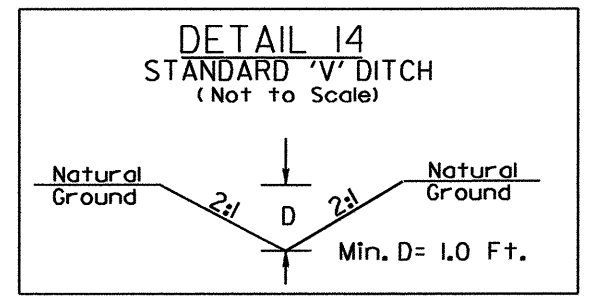 DETAIL 14
STANDARD 'V' DITCH
(Not to Scale)
Natural
Ground
2:1
D
2:1
Natural
Ground
Min. D= 1.0 Ft.